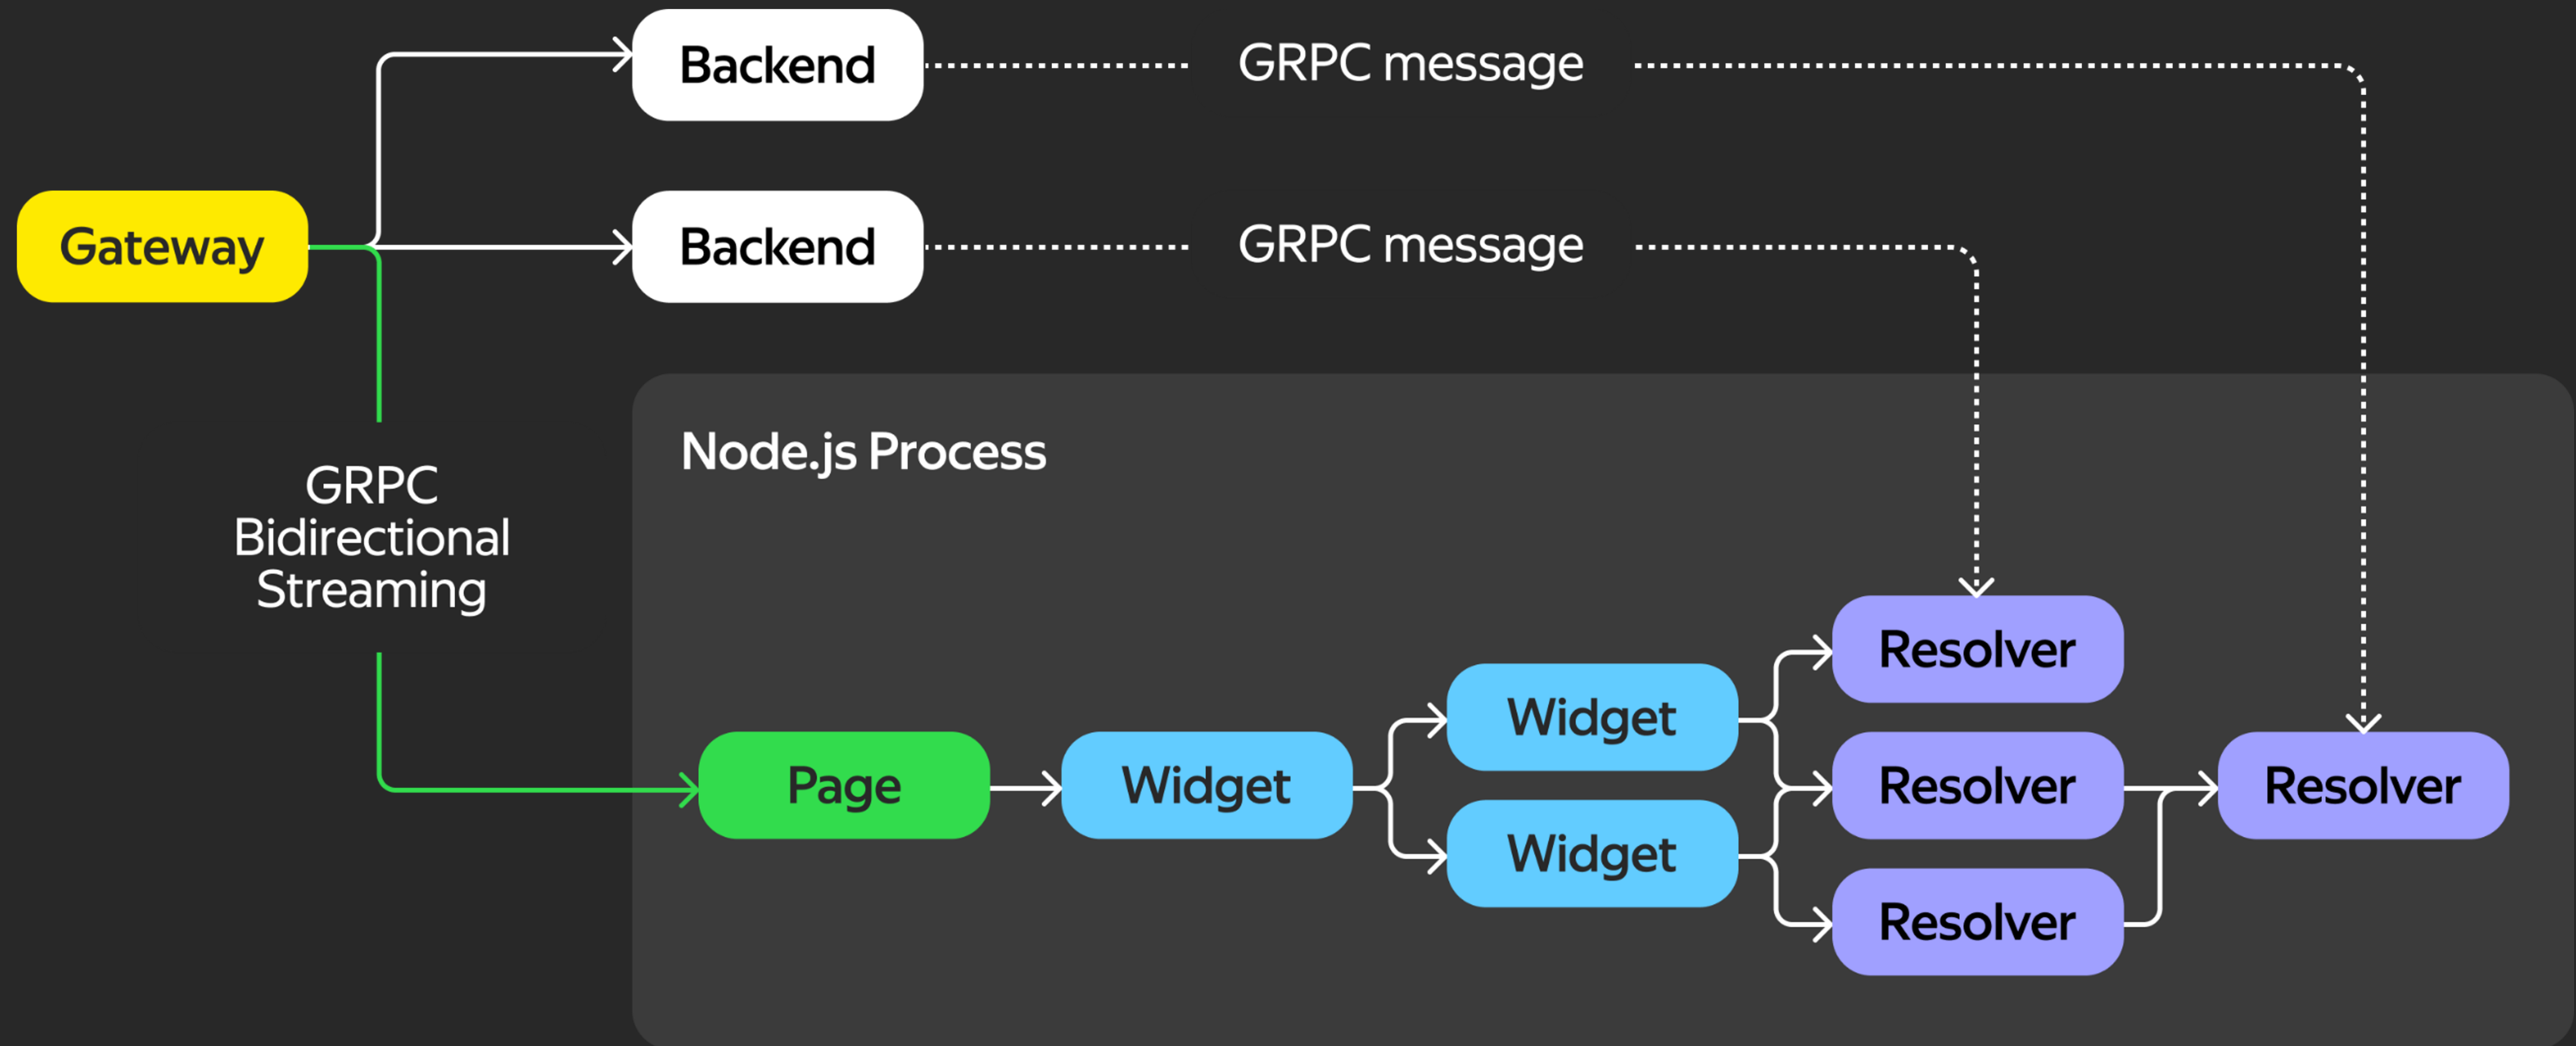 Backend
GRPC message
Gateway
Backend
GRPC message
Node.js Process
GRPC
Bidirectional
Streaming
Resolver
Widget
Page
Widget
Resolver
Resolver
Widget
Resolver